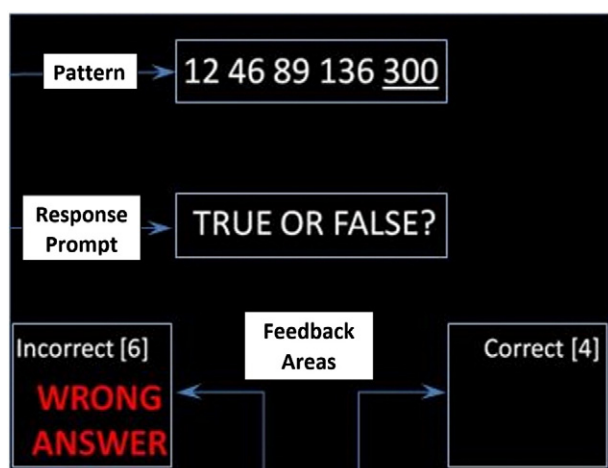 Pattern
12 46 89 136 300
Response
Prompt
TRUE OR FALSE?
Incorrect [6]
WRONG
ANSWER
Feedback
Areas
Correct [4]